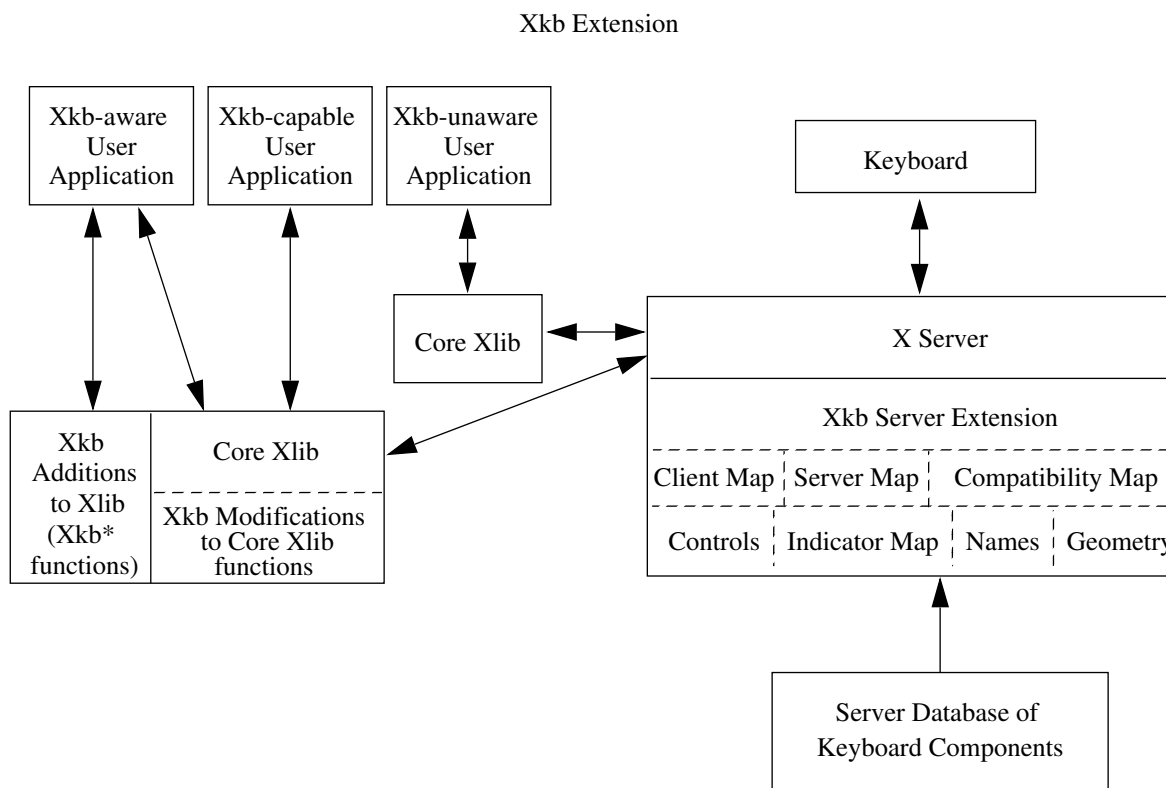 Xkb Extension
Xkb-aware
User
Application
Xkb-capable
User
Application
Xkb-unaware
User
Application
Keyboard
Core Xlib
X Server
Xkb Server Extension
Client Map
Server Map
Compatibility Map
Controls
Indicator Map
Names
Geometry
Xkb
Additions
to Xlib
(Xkb*
functions)
Core Xlib
Xkb Modifications
to Core Xlib
functions
Server Database of
Keyboard Components